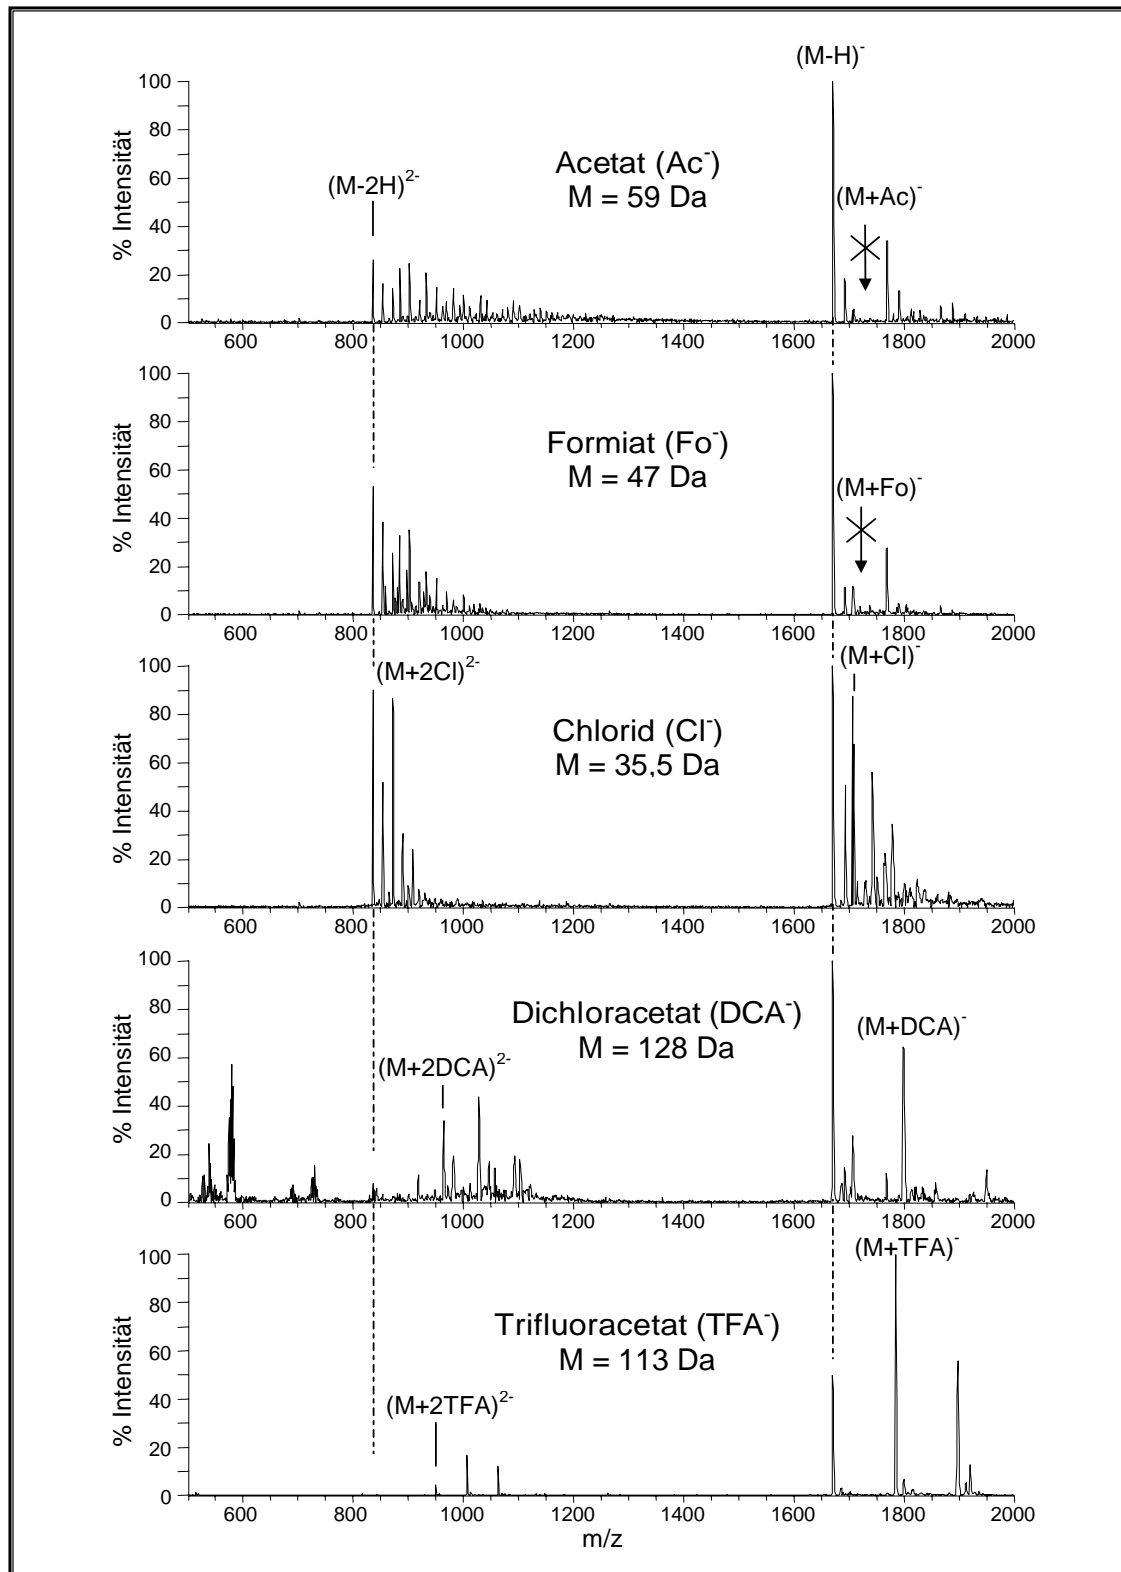 (M-H)-
100
80
60
40
20
0
% Intensität
(M-2H)2-
Acetat (Ac-)
M = 59 Da
(M+Ac)-
600 800 1000 1200 1400 1600 1800 2000
100
80
60
40
20
0
% Intensität
Formiat (Fo-)
M = 47 Da
(M+Fo)-
600 800 1000 1200 1400 1600 1800 2000
100
80
60
40
20
0
% Intensität
(M+2Cl)2-
(M+Cl)-
Chlorid (Cl-)
M = 35,5 Da
600 800 1000 1200 1400 1600 1800 2000
100
80
60
40
20
0
% Intensität
Dichloracetat (DCA-)
M = 128 Da
(M+2DCA)2-
(M+DCA)-
600 800 1000 1200 1400 1600 1800 2000
100
80
60
40
20
0
% Intensität
(M+TFA)-
Trifluoracetat (TFA-)
M = 113 Da
(M+2TFA)2-
600 800 1000 1200 1400 1600 1800 2000
m/z